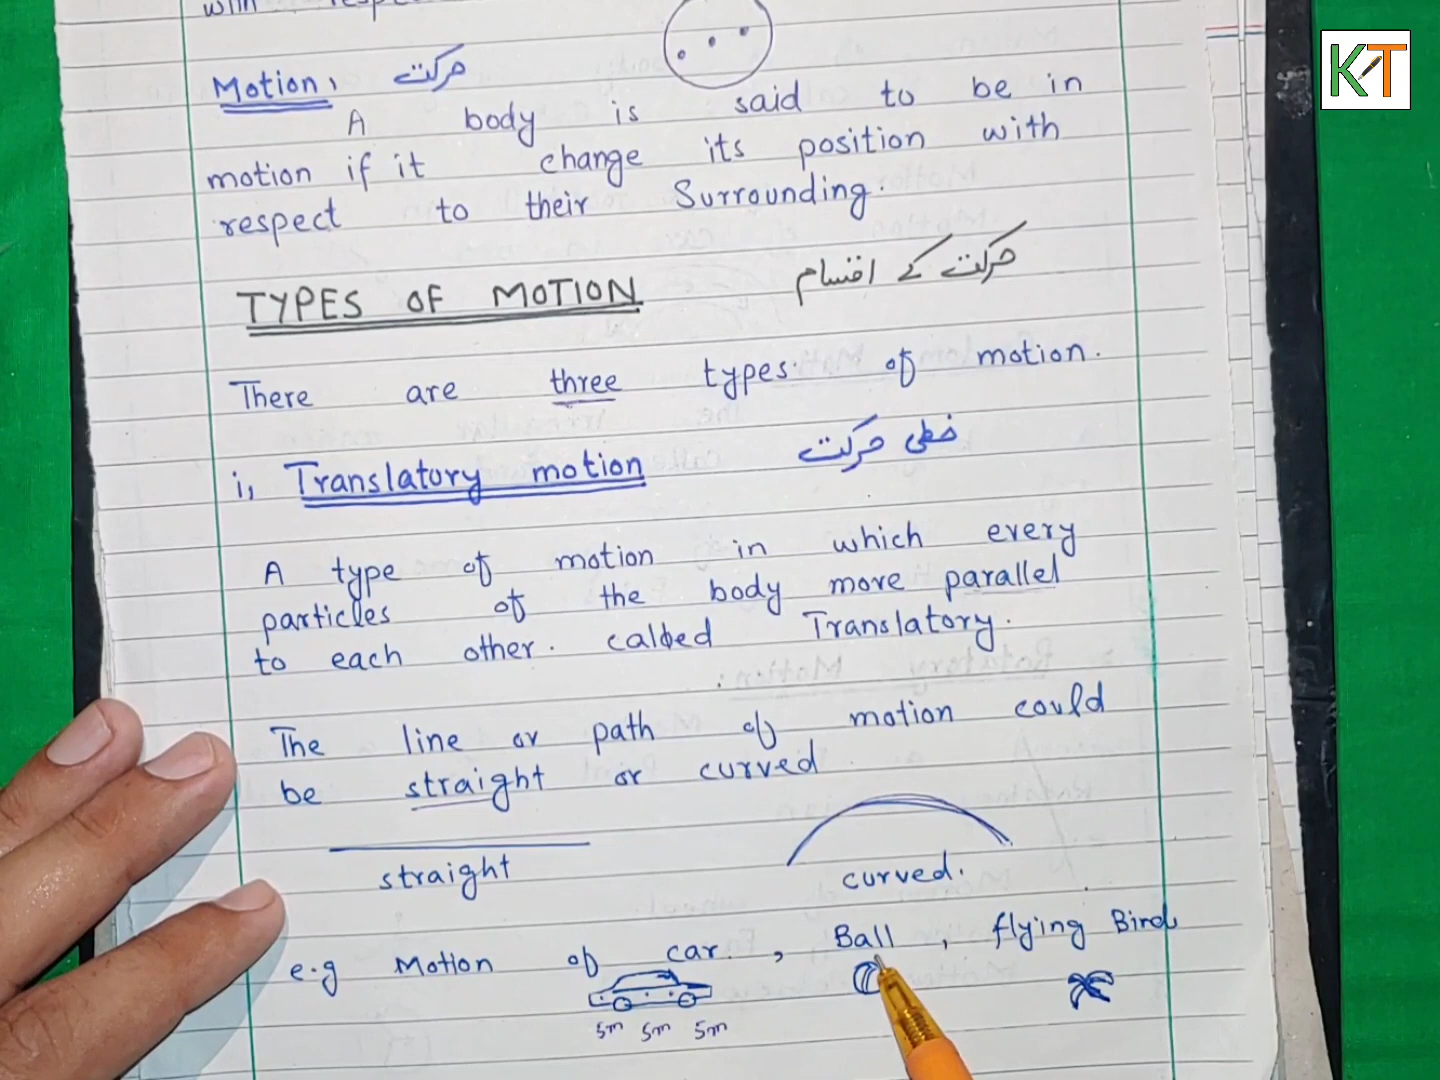 with respect
Motion, حرکت
A body is said to be in
motion if it change its position with
respect to their Surrounding.
TYPES OF MOTION حرکت کے اقسام
There are three types of motion.
i, Translatory motion خطی حرکت
A type of motion in which every
particles of the body move parallel
to each other. called Translatory.
The line or path of motion could
be straight or curved
straight curved.
e.g Motion of car, Ball, flying Bird
5m 5m 5m
KT